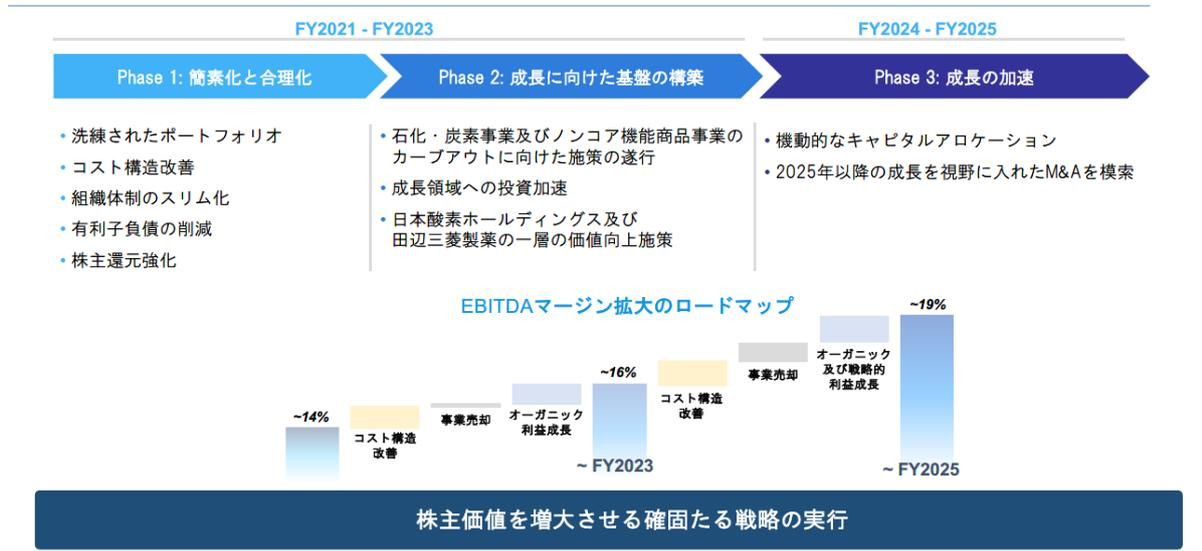 FY2021 - FY2023
FY2024 - FY2025
Phase 1: 簡素化と合理化
Phase 2: 成長に向けた基盤の構築
Phase 3: 成長の加速
• 洗練されたポートフォリオ
• コスト構造改善
• 組織体制のスリム化
• 有利子負債の削減
• 株主還元強化
• 石化・炭素事業及びノンコア機能商品事業の
カーブアウトに向けた施策の遂行
• 成長領域への投資加速
• 日本酸素ホールディングス及び
田辺三菱製薬の一層の価値向上施策
• 機動的なキャピタルアロケーション
• 2025年以降の成長を視野に入れたM&Aを模索
EBITDAマージン拡大のロードマップ
~14%
コスト構造
改善
事業売却
オーガニック
利益成長
~16%
~ FY2023
コスト構造
改善
事業売却
オーガニック
及び戦略的
利益成長
~19%
~ FY2025
株主価値を増大させる確固たる戦略の実行